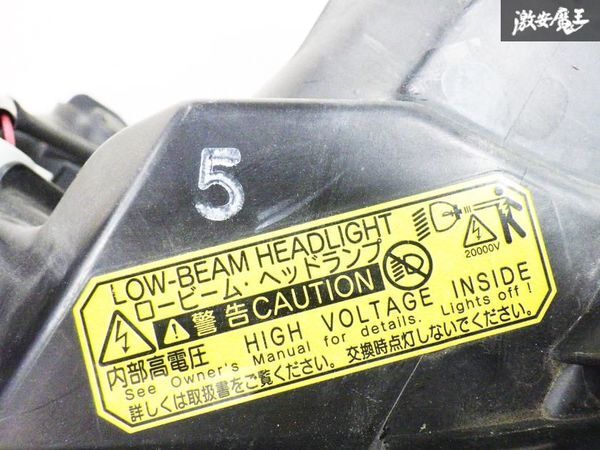 激安魔王
5
LOW-BEAM HEADLIGHT
ロービーム・ヘッドランプ
20000V
警告 CAUTION
内部高電圧 HIGH VOLTAGE INSIDE
See Owner's Manual for details. Lights off!
詳しくは取扱書をご覧ください。交換時点灯しないでください。